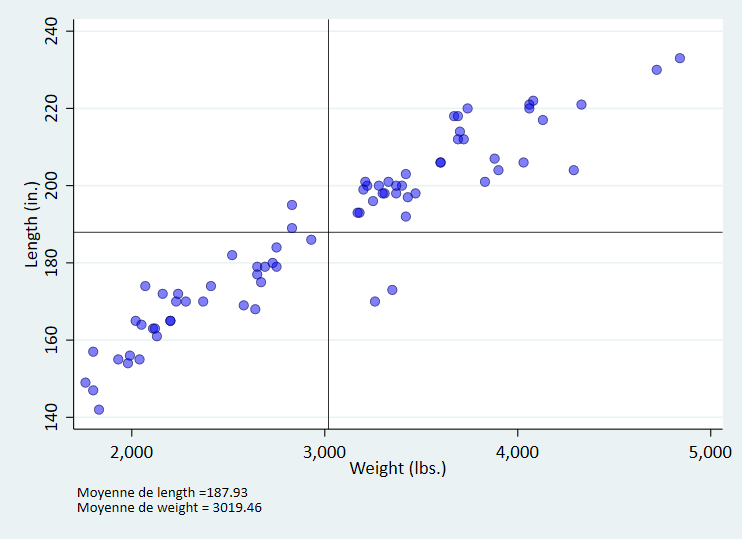 240
220
200
180
160
140
Length (in.)
2,000 3,000 4,000 5,000
Weight (lbs.)
Moyenne de length =187.93
Moyenne de weight = 3019.46